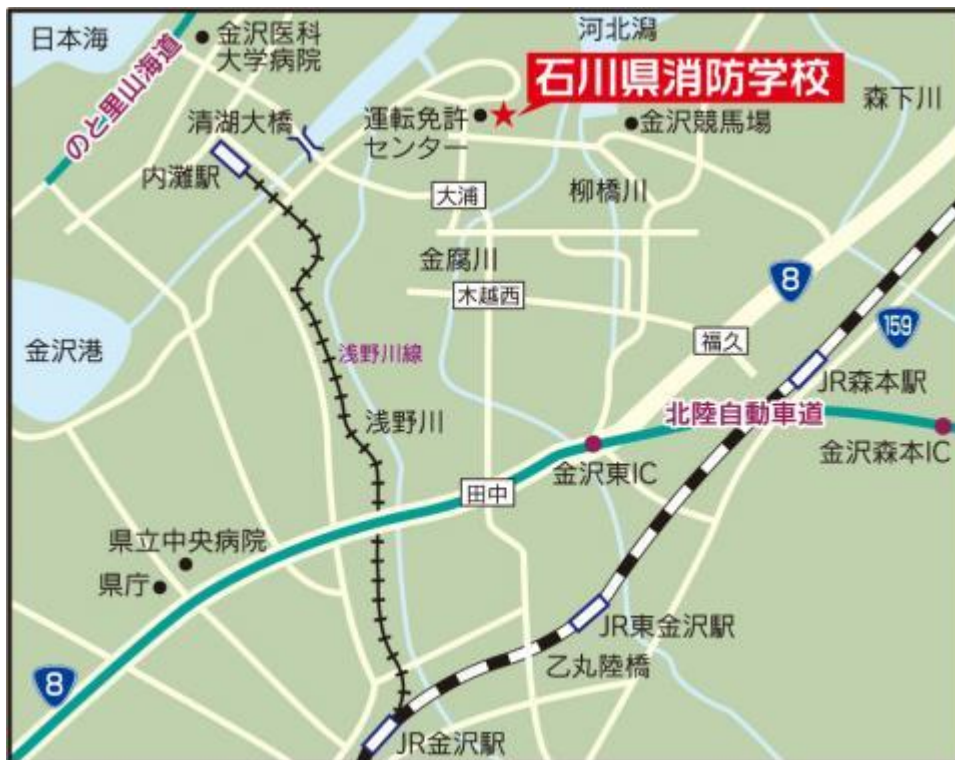 日本海
金沢医科
大学病院
のと里山海道
河北潟
石川県消防学校
運転免許
センター
金沢競馬場
森下川
清湖大橋
内灘駅
大浦
柳橋川
金腐川
8
木越西
159
福久
金沢港
浅野川線
JR森本駅
浅野川
北陸自動車道
金沢東IC
金沢森本IC
田中
県立中央病院
県庁
JR東金沢駅
乙丸陸橋
8
JR金沢駅